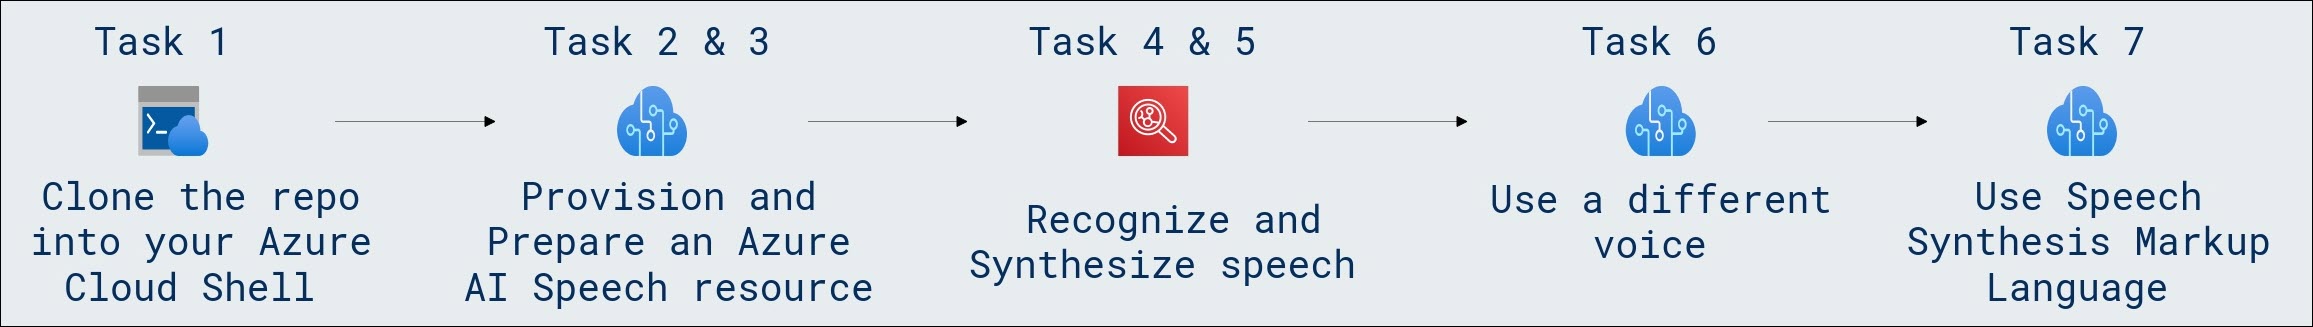 Task 1
Clone the repo
into your Azure
Cloud Shell
Task 2 & 3
Provision and
Prepare an Azure
AI Speech resource
Task 4 & 5
Recognize and
Synthesize speech
Task 6
Use a different
voice
Task 7
Use Speech
Synthesis Markup
Language